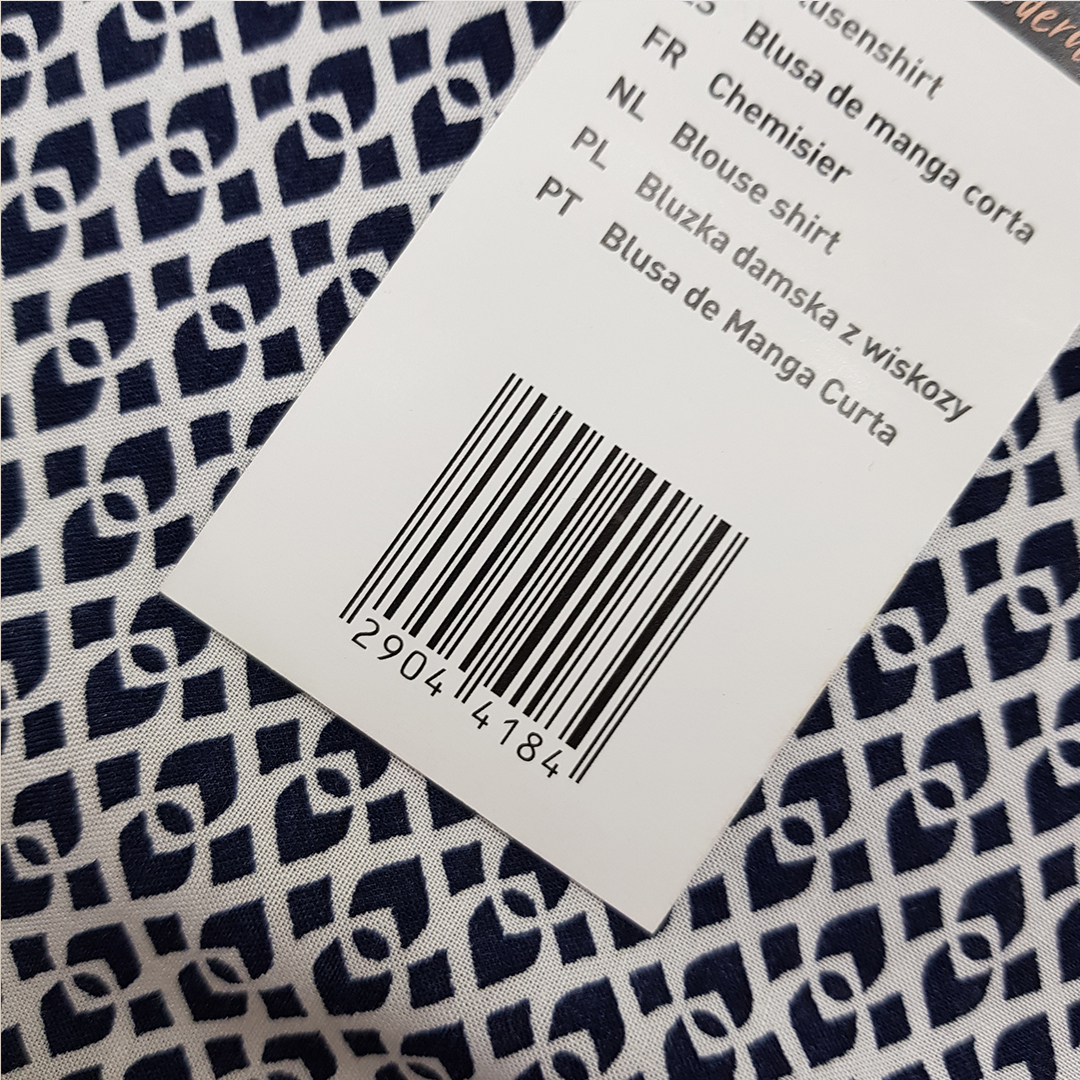 Blusa de manga corta
FR Chemisier
NL Blouse shirt
PL Bluzka damska z wiskozy
PT Blusa de Manga Curta
2904 4184